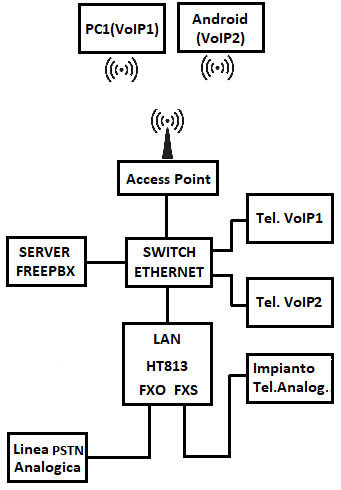 PC1(VoIP1)
Android
(VoIP2)
Access Point
SERVER
FREEPBX
SWITCH
ETHERNET
Tel. VoIP1
Tel. VoIP2
LAN
HT813
FXO FXS
Impianto
Tel.Analog..
Linea PSTN
Analogica